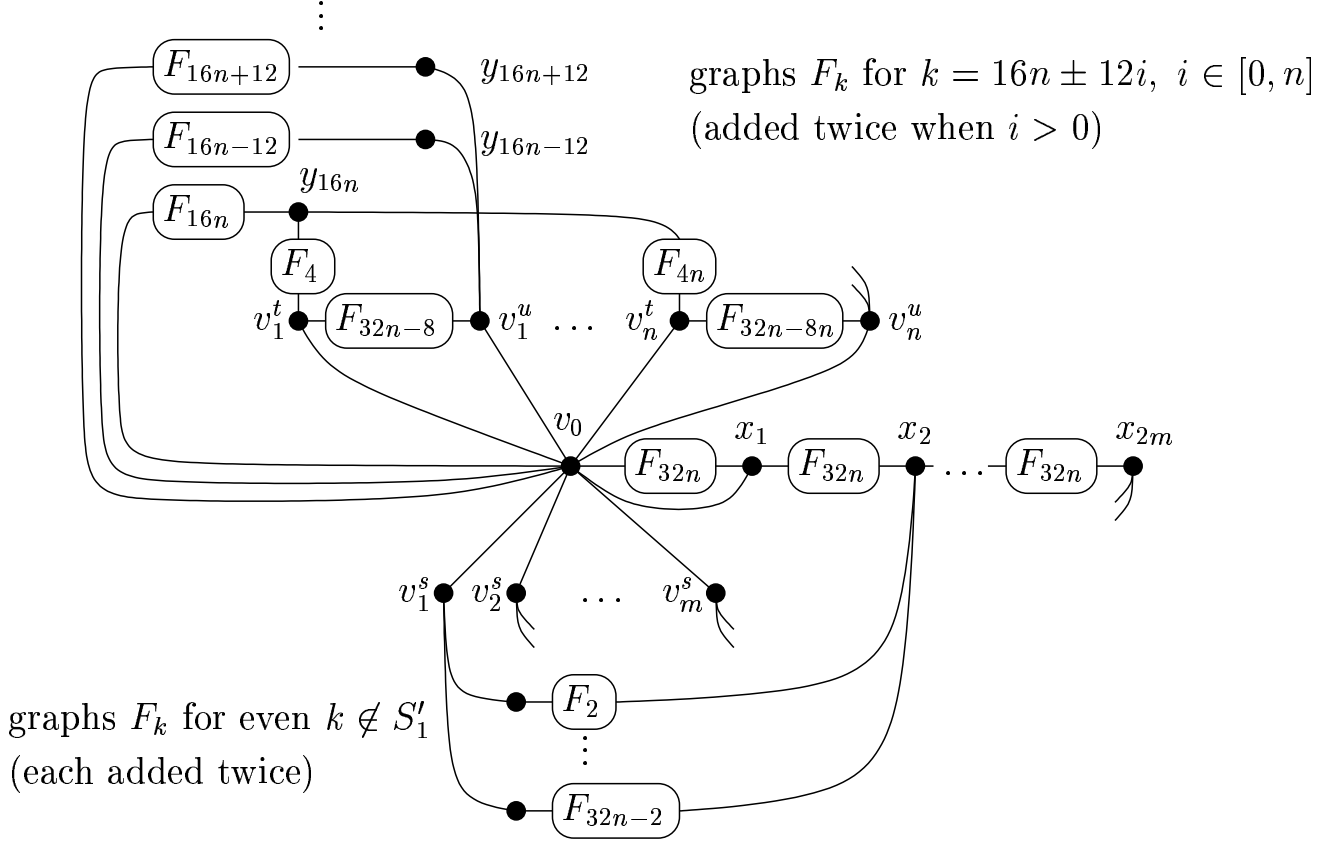 ⋮
F_{16n+12} y_{16n+12} graphs F_k for k = 16n ± 12i, i ∈ [0, n]
(added twice when i > 0)
F_{16n−12} y_{16n−12}
y_{16n}
F_{16n}
F_4 F_{4n}
v_1^t F_{32n−8} v_1^u ... v_n^t F_{32n−8n} v_n^u
v_0 x_1 x_2 x_{2m}
F_{32n} F_{32n} ... F_{32n}
v_1^s v_2^s ... v_m^s
F_2
graphs F_k for even k ∉ S′_1
⋮
(each added twice)
F_{32n−2}